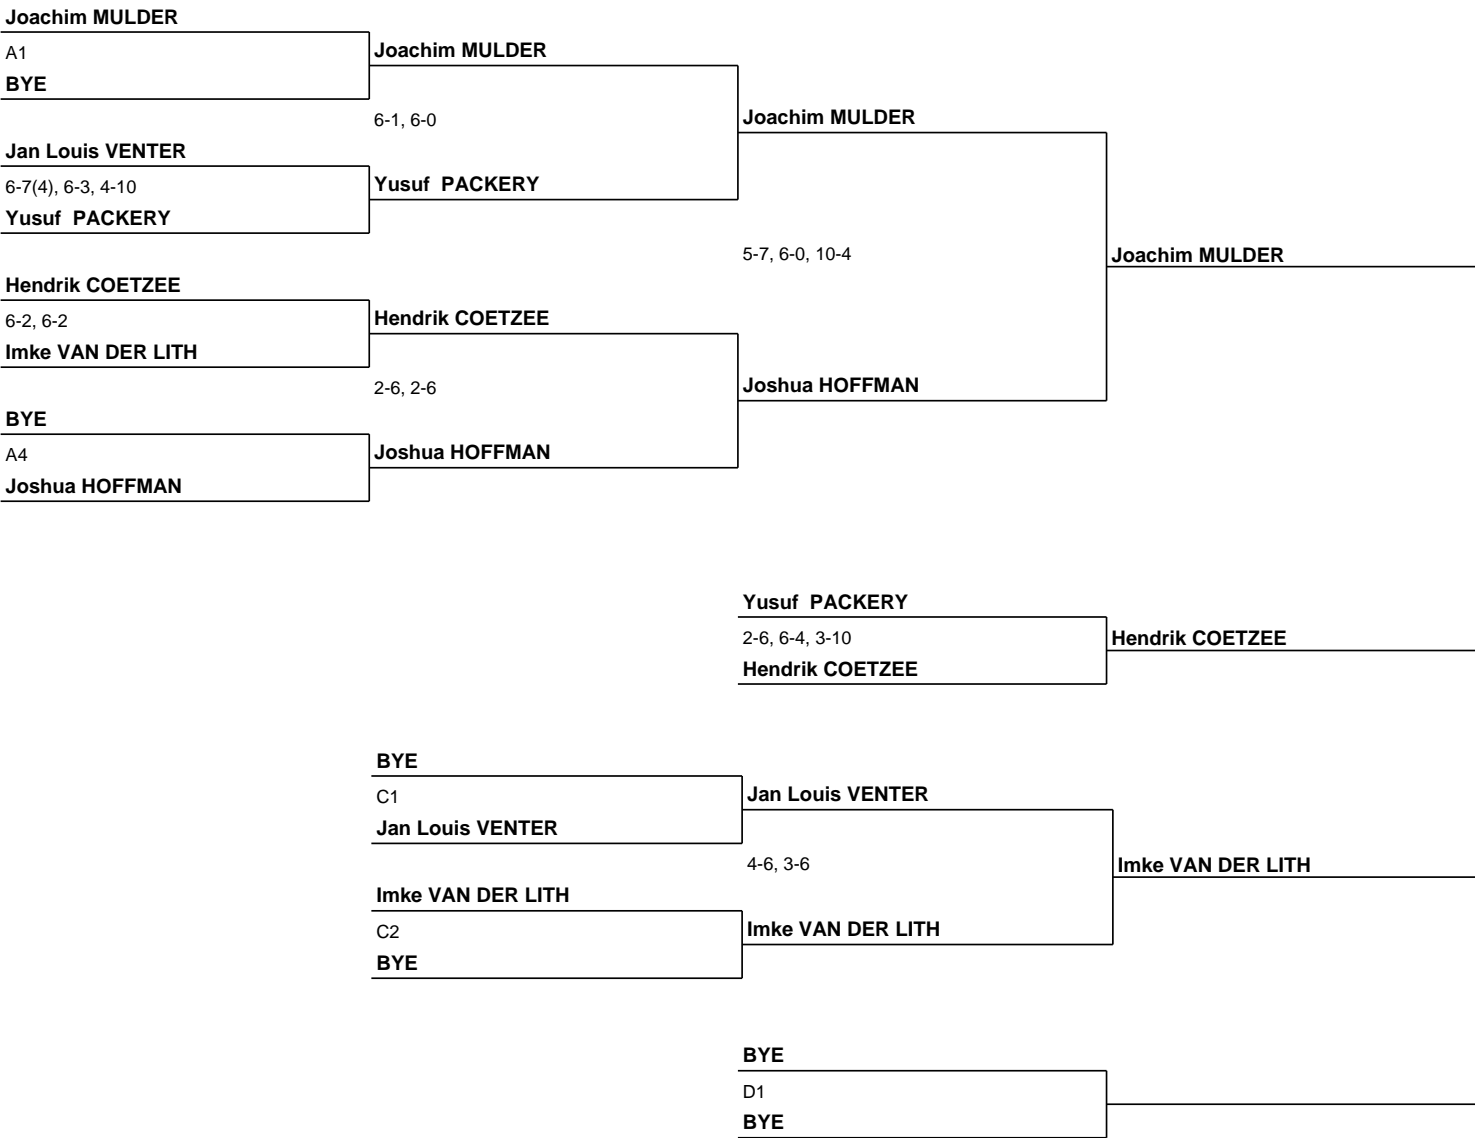 Joachim MULDER
A1
BYE
Joachim MULDER
6-1, 6-0
Jan Louis VENTER
6-7(4), 6-3, 4-10
Yusuf  PACKERY
Yusuf  PACKERY
Joachim MULDER
5-7, 6-0, 10-4
Joachim MULDER
Hendrik COETZEE
6-2, 6-2
Imke VAN DER LITH
Hendrik COETZEE
2-6, 2-6
BYE
A4
Joshua HOFFMAN
Joshua HOFFMAN
Joshua HOFFMAN
Yusuf  PACKERY
2-6, 6-4, 3-10
Hendrik COETZEE
Hendrik COETZEE
BYE
C1
Jan Louis VENTER
Jan Louis VENTER
4-6, 3-6
Imke VAN DER LITH
Imke VAN DER LITH
C2
BYE
Imke VAN DER LITH
BYE
D1
BYE